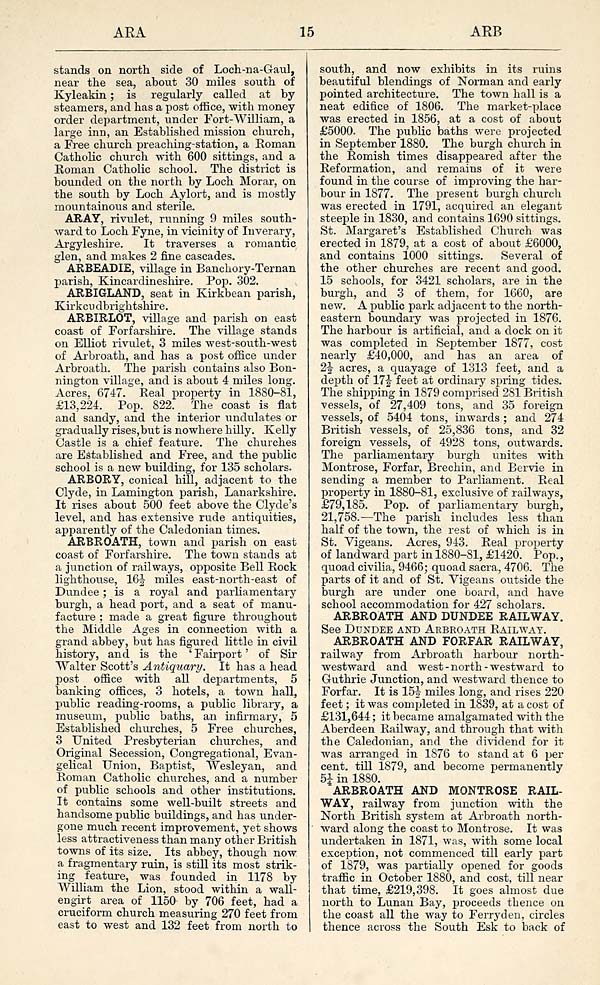 ARA 15 ARB
stands on north side of Loch-na-Gaul,
near the sea, about 30 miles south of
Kyleakin; is regularly called at by
steamers, and has a post office, with money
order department, under Fort-William, a
large inn, an Established mission church,
a Free church preaching-station, a Roman
Catholic church with 600 sittings, and a
Roman Catholic school. The district is
bounded on the north by Loch Morar, on
the south by Loch Aylort, and is mostly
mountainous and sterile.
ARAY, rivulet, running 9 miles south-
ward to Loch Fyne, in vicinity of Inverary,
Argyleshire. It traverses a romantic
glen, and makes 2 fine cascades.
ARBEADIE, village in Banchory-Ternan
parish, Kincardineshire. Pop. 302.
ARBIGLAND, seat in Kirkbean parish,
Kirkcudbrightshire.
ARBIRLOT, village and parish on east
coast of Forfarshire. The village stands
on Elliot rivulet, 3 miles west-south-west
of Arbroath, and has a post office under
Arbroath. The parish contains also Bon-
nington village, and is about 4 miles long.
Acres, 6747. Real property in 1880-81,
£13,224. Pop. 822. The coast is flat
and sandy, and the interior undulates or
gradually rises, but is nowhere hilly. Kelly
Castle is a chief feature. The churches
are Established and Free, and the public
school is a new building, for 135 scholars.
ARBORY, conical hill, adjacent to the
Clyde, in Lamington parish, Lanarkshire.
It rises about 500 feet above the Clyde's
level, and has extensive rude antiquities,
apparently of the Caledonian times.
ARBROATH, town and parish on east
coast of Forfarshire. The town stands at
a junction of railways, opposite Bell Rock
lighthouse, 16½ miles east-north-east of
Dundee; is a royal and parliamentary
burgh, a head port, and a seat of manu-
facture; made a great figure throughout
the Middle Ages in connection with a
grand abbey, but has figured little in civil
history, and is the 'Fairport' of Sir
Walter Scott's Antiquary. It has a head
post office with all departments, 5
banking offices, 3 hotels, a town hall,
public reading-rooms, a public library, a
museum, public baths, an infirmary, 5
Established churches, 5 Free churches,
3 United Presbyterian churches, and
Original Secession, Congregational, Evan-
gelical Union, Baptist, Wesleyan, and
Roman Catholic churches, and a number
of public schools and other institutions.
It contains some well-built streets and
handsome public buildings, and has under-
gone much recent improvement, yet shows
less attractiveness than many other British
towns of its size. Its abbey, though now
a fragmentary ruin, is still its most strik-
ing feature, was founded in 1178 by
William the Lion, stood within a wall-
engirt area of 1150 by 706 feet, had a
cruciform church measuring 270 feet from
east to west and 132 feet from north to
south, and now exhibits in its ruins
beautiful blendings of Norman and early
pointed architecture. The town hall is a
neat edifice of 1806. The market-place
was erected in 1856, at a cost of about
£5000. The public baths were projected
in September 1880. The burgh church in
the Romish times disappeared after the
Reformation, and remains of it were
found in the course of improving the har-
bour in 1877. The present burgh church
was erected in 1791, acquired an elegant
steeple in 1830, and contains 1690 sittings.
St. Margaret's Established Church was
erected in 1879, at a cost of about £6000,
and contains 1000 sittings. Several of
the other churches are recent and good.
15 schools, for 3421 scholars, are in the
burgh, and 3 of them, for 1660, are
new. A public park adjacent to the north-
eastern boundary was projected in 1876.
The harbour is artificial, and a dock on it
was completed in September 1877, cost
nearly £40,000, and has an area of
2½ acres, a quayage of 1313 feet, and a
depth of 17½ feet at ordinary spring tides.
The shipping in 1879 comprised 281 British
vessels, of 27,409 tons, and 35 foreign
vessels, of 5404 tons, inwards; and 274
British vessels, of 25,836 tons, and 32
foreign vessels, of 4928 tons, outwards.
The parliamentary burgh unites with
Montrose, Forfar, Brechin, and Bervie in
sending a member to Parliament. Real
property in 1880-81, exclusive of railways,
£79,185. Pop. of parliamentary burgh,
21,758.—The parish includes less than
half of the town, the rest of which is in
St. Vigeans. Acres, 943. Real property
of landward part in 1880-81, £1420. Pop.,
quoad civilia, 9466; quoad sacra, 4706. The
parts of it and of St. Vigeans outside the
burgh are under one board, and have
school accommodation for 427 scholars.
ARBROATH AND DUNDEE RAILWAY.
See DUNDEE AND ARBROATH RAILWAY.
ARBROATH AND FORFAR RAILWAY,
railway from Arbroath harbour north-
westward and west-north-westward to
Guthrie Junction, and westward thence to
Forfar. It is 15½ miles long, and rises 220
feet; it was completed in 1839, at a cost of
£131,644; it became amalgamated with the
Aberdeen Railway, and through that with
the Caledonian, and the dividend for it
was arranged in 1876 to stand at 6 per
cent. till 1879, and become permanently
5¼ in 1880.
ARBROATH AND MONTROSE RAIL-
WAY, railway from junction with the
North British system at Arbroath north-
ward along the coast to Montrose. It was
undertaken in 1871, was, with some local
exception, not commenced till early part
of 1879, was partially opened for goods
traffic in October 1880, and cost, till near
that time, £219,398. It goes almost due
north to Lunan Bay, proceeds thence on
the coast all the way to Ferryden, circles
thence across the South Esk to back of